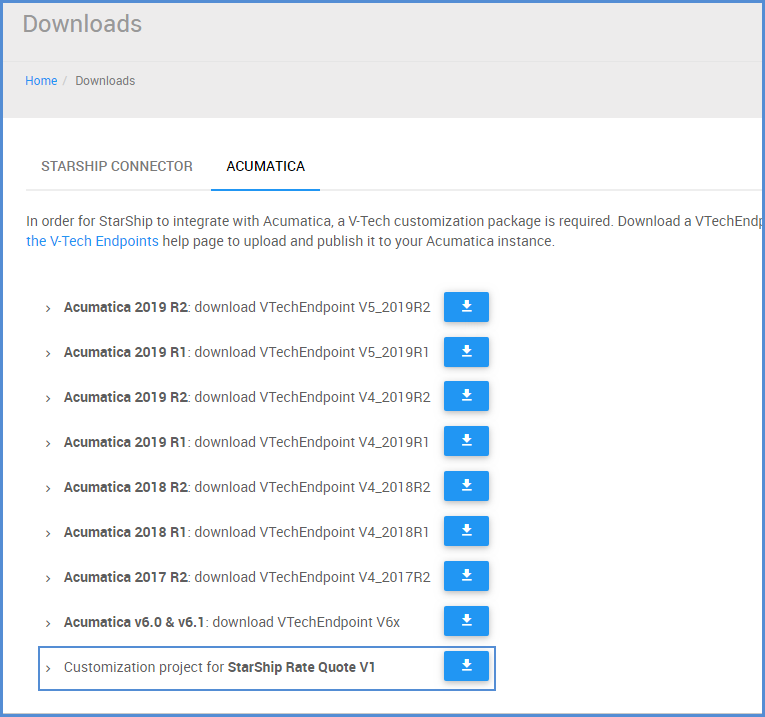 Downloads
Home / Downloads
STARSHIP CONNECTOR ACUMATICA
In order for StarShip to integrate with Acumatica, a V-Tech customization package is required. Download a
the V-Tech Endpoints help page to upload and publish it to your Acumatica instance.
Acumatica 2019 R2: download VTechEndpoint V5_2019R2
Acumatica 2019 R1: download VTechEndpoint V5_2019R1
Acumatica 2019 R2: download VTechEndpoint V4_2019R2
Acumatica 2019 R1: download VTechEndpoint V4_2019R1
Acumatica 2018 R2: download VTechEndpoint V4_2018R2
Acumatica 2018 R1: download VTechEndpoint V4_2018R1
Acumatica 2017 R2: download VTechEndpoint V4_2017R2
Acumatica v6.0 & v6.1: download VTechEndpoint V6x
Customization project for StarShip Rate Quote V1